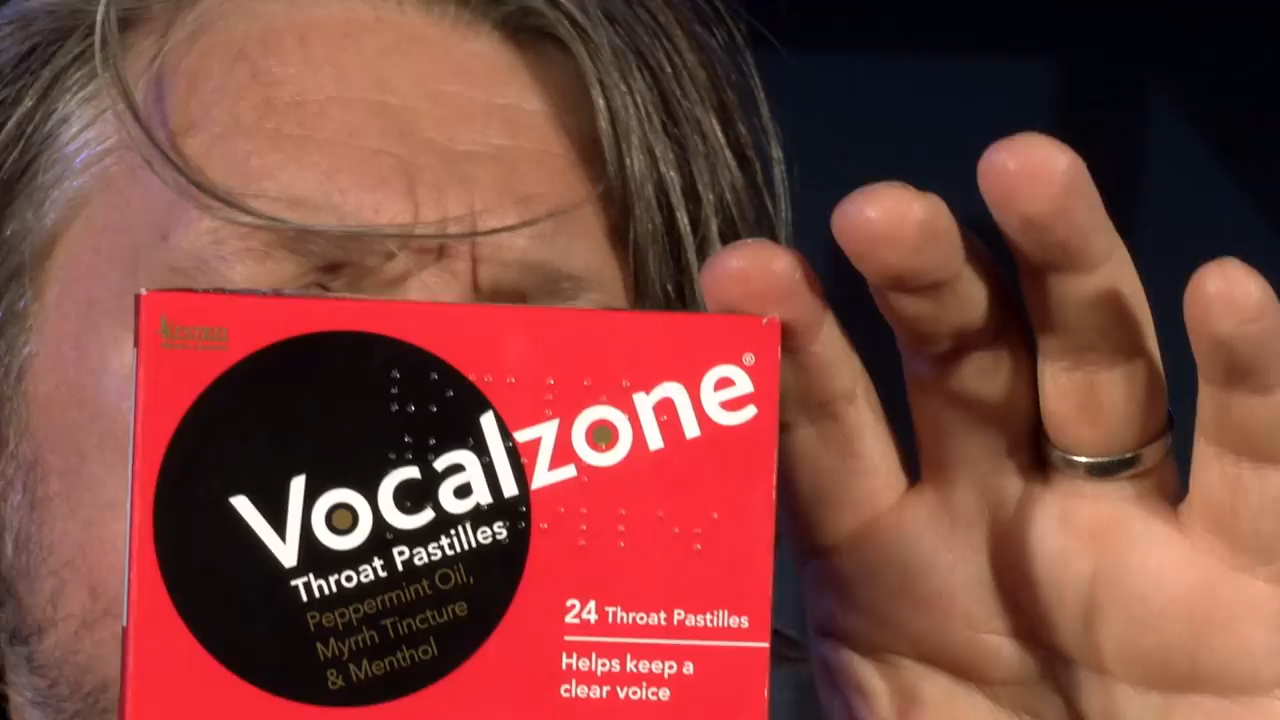 Vocalzone®
Throat Pastilles
Peppermint Oil,
Myrrh Tincture
& Menthol
24 Throat Pastilles
Helps keep a
clear voice